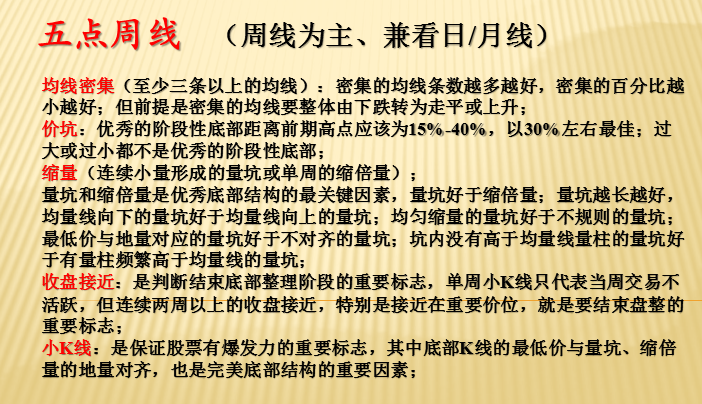 五点周线 （周线为主、兼看日/月线）
均线密集（至少三条以上的均线）：密集的均线条数越多越好，密集的百分比越
小越好；但前提是密集的均线要整体由下跌转为走平或上升；
价坑：优秀的阶段性底部距离前期高点应该为15%-40%，以30%左右最佳；过
大或过小都不是优秀的阶段性底部；
缩量（连续小量形成的量坑或单周的缩倍量）；
量坑和缩倍量是优秀底部结构的最关键因素，量坑好于缩倍量；量坑越长越好，
均量线向下的量坑好于均量线向上的量坑；均匀缩量的量坑好于不规则的量坑；
最低价与地量对应的量坑好于不对齐的量坑；坑内没有高于均量线量柱的量坑好
于有量柱频繁高于均量线的量坑；
收盘接近：是判断结束底部整理阶段的重要标志，单周小K线只代表当周交易不
活跃，但连续两周以上的收盘接近，特别是接近在重要价位，就是要结束盘整的
重要标志；
小K线：是保证股票有爆发力的重要标志，其中底部K线的最低价与量坑、缩倍
量的地量对齐，也是完美底部结构的重要因素；